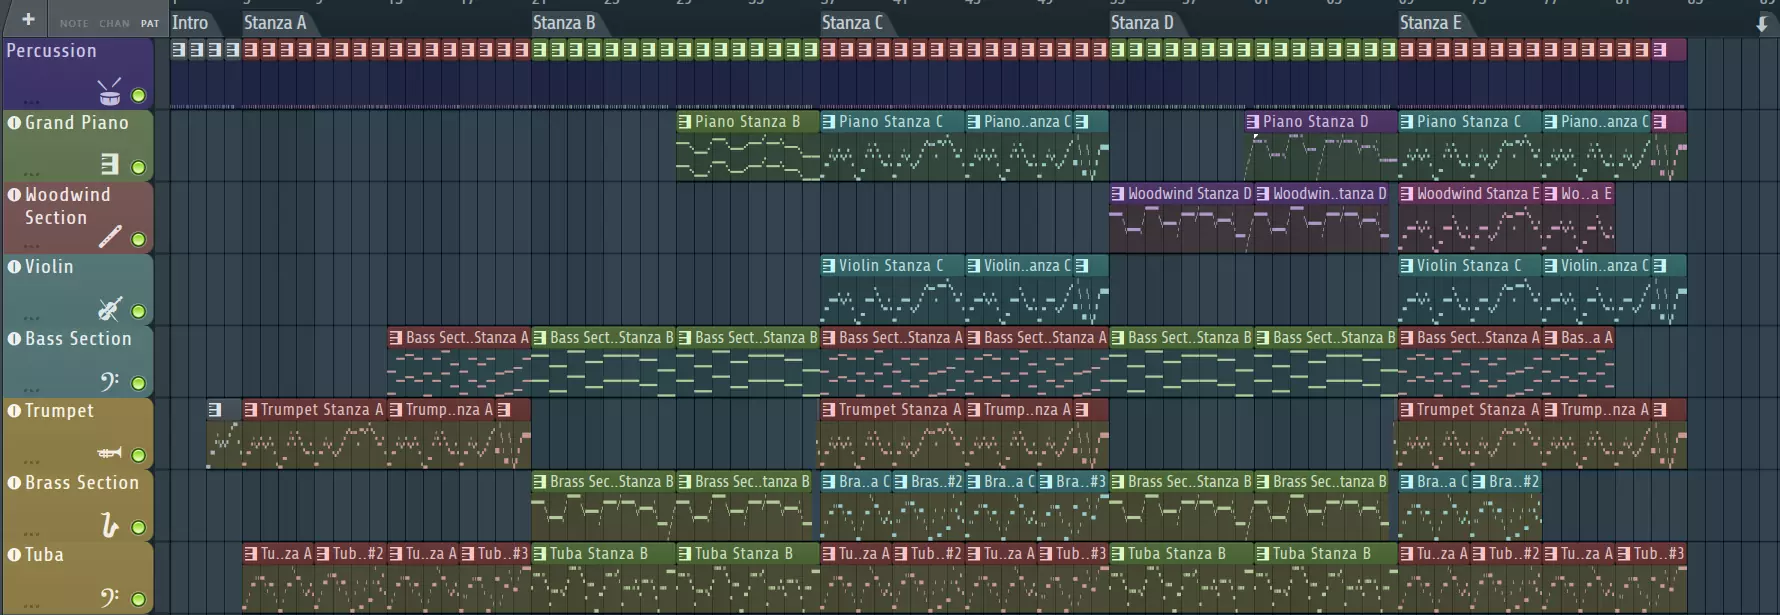 + NOTE CHAN PAT
Intro Stanza A Stanza B Stanza C Stanza D Stanza E
Percussion
Grand Piano Piano Stanza B Piano Stanza C Piano..anza C Piano Stanza D Piano Stanza C Piano..anza C
Woodwind Section Woodwind Stanza D Woodwin..tanza D Woodwind Stanza E Wo..a E
Violin Violin Stanza C Violin..anza C Violin Stanza C Violin..anza C
Bass Section Bass Sect..Stanza A Bass Sect..Stanza B Bass Sect..Stanza B Bass Sect..Stanza A Bass Sect..Stanza A Bass Sect..Stanza B Bass Sect..Stanza B Bass Sect..Stanza A Bas..a A
Trumpet Trumpet Stanza A Trump..nza A Trumpet Stanza A Trump..nza A Trumpet Stanza A Trump..nza A
Brass Section Brass Sec..Stanza B Brass Sec..tanza B Bra..a C Bras..#2 Bra..a C Bra..#3 Brass Sec..Stanza B Brass Sec..tanza B Bra..a C Bra..#2
Tuba Tu..za A Tub..#2 Tu..za A Tub..#3 Tuba Stanza B Tuba Stanza B Tu..za A Tub..#2 Tu..za A Tub..#3 Tuba Stanza B Tuba Stanza B Tu..za A Tub..#2 Tu..za A Tub..#3